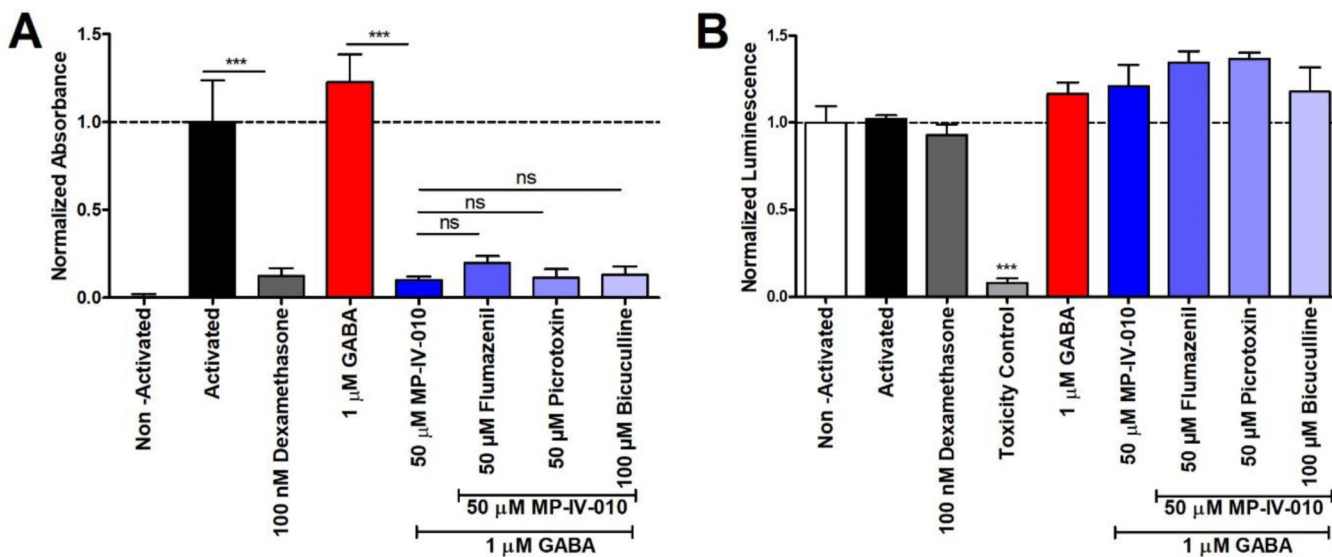 A
Normalized Absorbance
1.5
1.0
0.5
0.0
***
***
ns
ns
ns
Non -Activated
Activated
100 nM Dexamethasone
1 μM GABA
50 μM MP-IV-010
50 μM Flumazenil
50 μM Picrotoxin
100 μM Bicuculline
50 μM MP-IV-010
1 μM GABA
B
Normalized Luminescence
1.5
1.0
0.5
0.0
***
Non -Activated
Activated
100 nM Dexamethasone
Toxicity Control
1 μM GABA
50 μM MP-IV-010
50 μM Flumazenil
50 μM Picrotoxin
100 μM Bicuculline
50 μM MP-IV-010
1 μM GABA